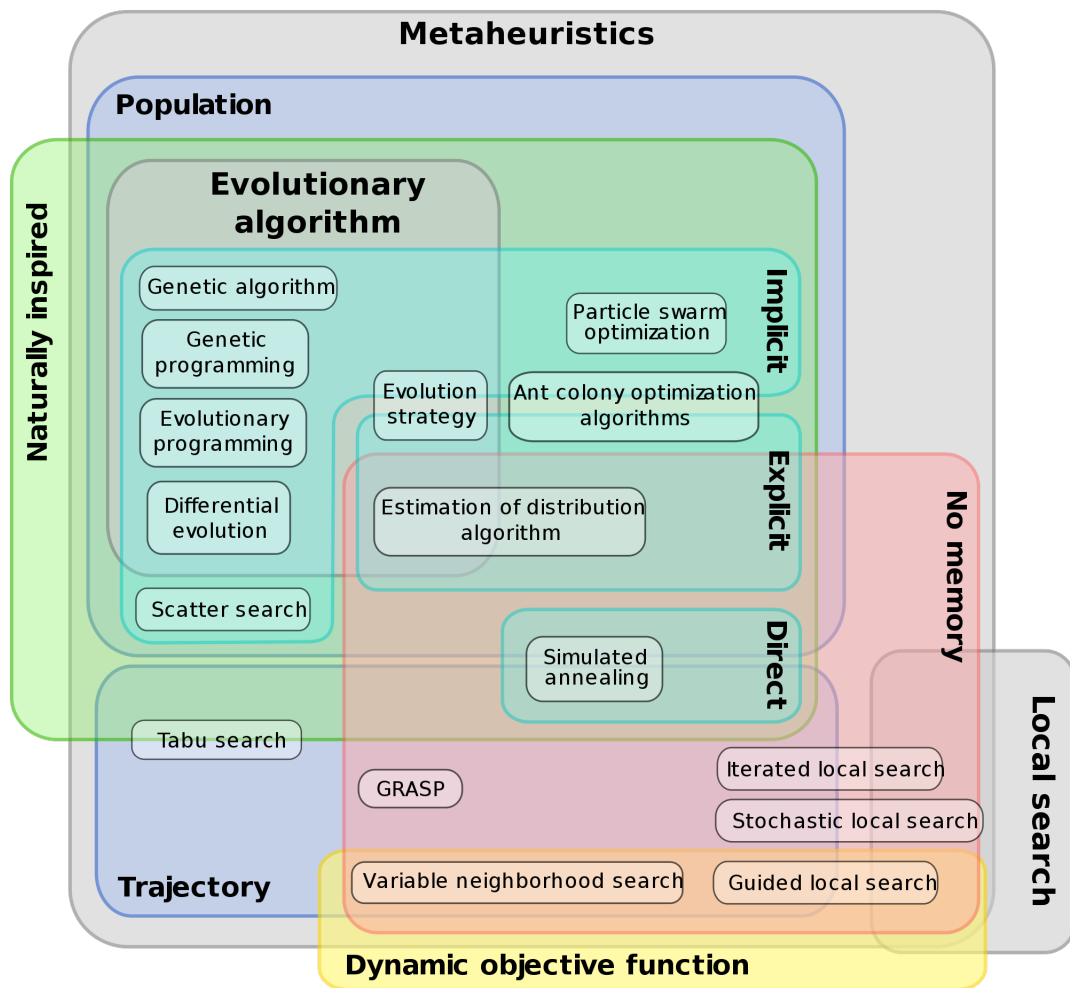 Metaheuristics
Population
Naturally inspired
Evolutionary
algorithm
Implicit
Genetic algorithm
Particle swarm
optimization
Genetic
programming
Evolution
strategy
Ant colony optimization
algorithms
Evolutionary
programming
Explicit
Differential
evolution
Estimation of distribution
algorithm
No memory
Scatter search
Direct
Simulated
annealing
Local search
Tabu search
GRASP
Iterated local search
Stochastic local search
Trajectory
Variable neighborhood search
Guided local search
Dynamic objective function